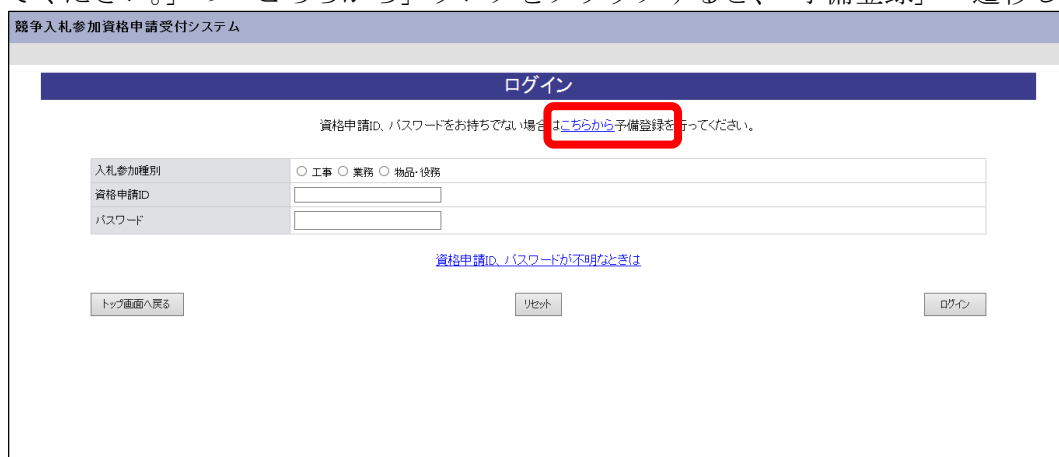 競争入札参加資格申請受付システム
ログイン
資格申請ID、パスワードをお持ちでない場合はこちらから予備登録を行ってください。
入札参加種別 工事 業務 物品・役務
資格申請ID
パスワード
資格申請ID、パスワードが不明なときは
トップ画面へ戻る リセット ログイン